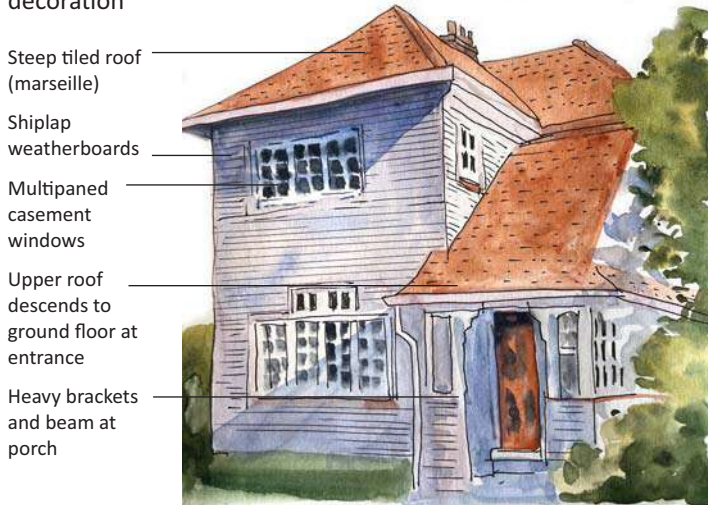 decoration
Steep tiled roof
(marseille)
Shiplap
weatherboards
Multipaned
casement
windows
Upper roof
descends to
ground floor at
entrance
Heavy brackets
and beam at
porch